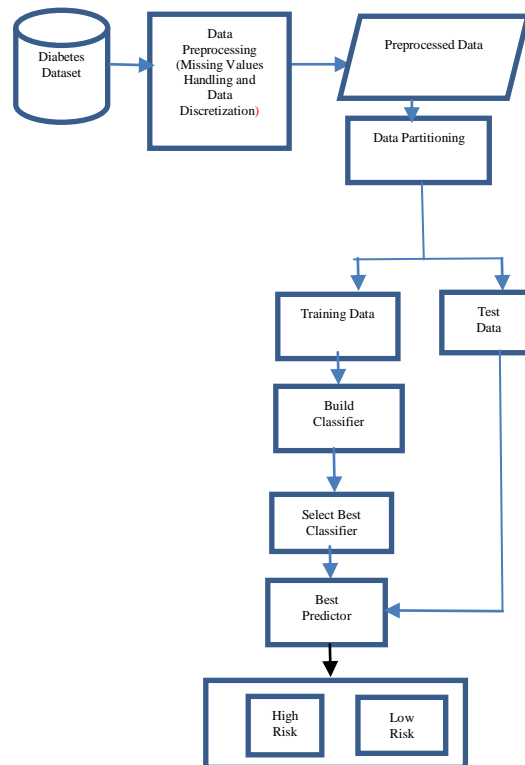 Diabetes
Dataset
Data
Preprocessing
(Missing Values
Handling and
Data
Discretization)
Preprocessed Data
Data Partitioning
Training Data
Test
Data
Build
Classifier
Select Best
Classifier
Best
Predictor
High
Risk
Low
Risk